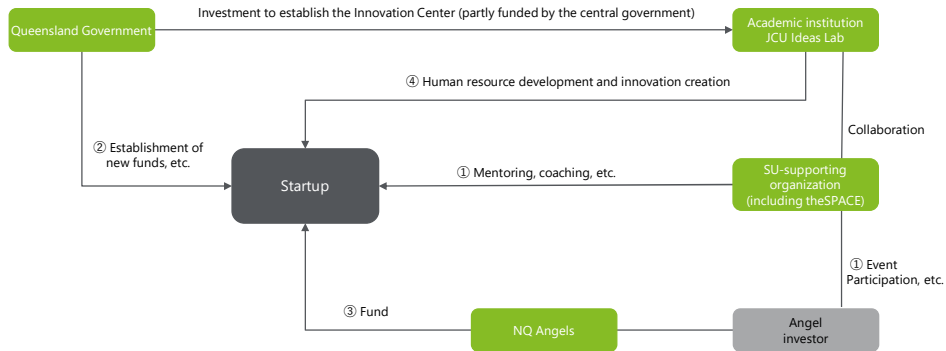 Investment to establish the Innovation Center (partly funded by the central government)
Queensland Government
Academic institution
JCU Ideas Lab
④ Human resource development and innovation creation
Collaboration
② Establishment of
new funds, etc.
Startup
① Mentoring, coaching, etc.
SU-supporting
organization
(including theSPACE)
① Event
Participation, etc.
③ Fund
NQ Angels
Angel
investor